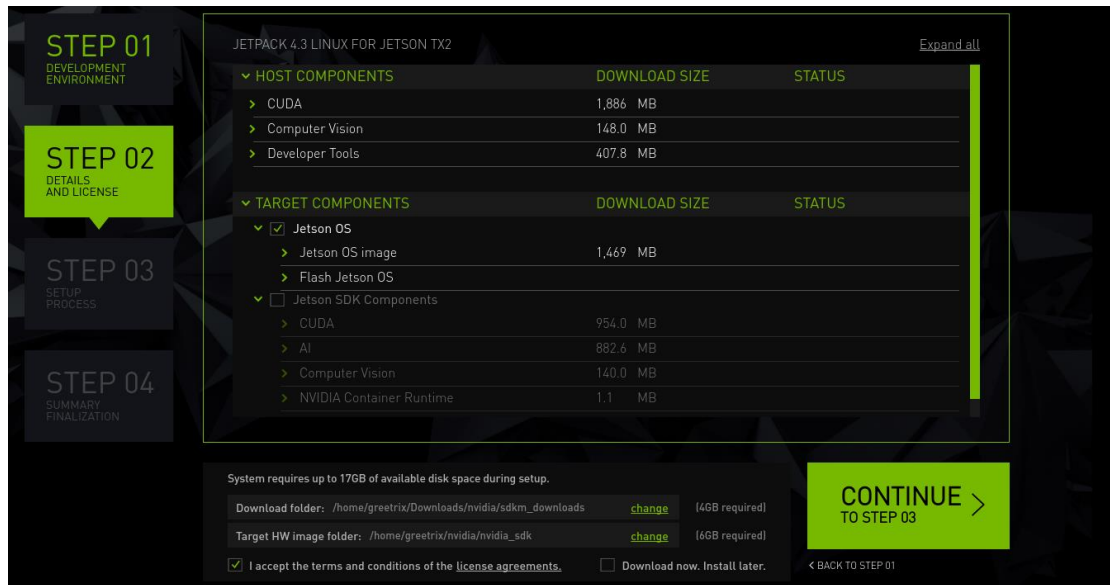 STEP 01
DEVELOPMENT
ENVIRONMENT
STEP 02
DETAILS
AND LICENSE
STEP 03
SETUP
PROCESS
STEP 04
SUMMARY
FINALIZATION
JETPACK 4.3 LINUX FOR JETSON TX2 Expand all
HOST COMPONENTS DOWNLOAD SIZE STATUS
CUDA 1,886 MB
Computer Vision 148.0 MB
Developer Tools 407.8 MB
TARGET COMPONENTS DOWNLOAD SIZE STATUS
Jetson OS
Jetson OS image 1,469 MB
Flash Jetson OS
Jetson SDK Components
CUDA 954.0 MB
AI 882.6 MB
Computer Vision 140.0 MB
NVIDIA Container Runtime 1.1 MB
System requires up to 17GB of available disk space during setup.
Download folder: /home/greetrix/Downloads/nvidia/sdkm_downloads change (4GB required)
Target HW image folder: /home/greetrix/nvidia/nvidia_sdk change (6GB required)
I accept the terms and conditions of the license agreements. Download now. Install later.
CONTINUE
TO STEP 03
BACK TO STEP 01